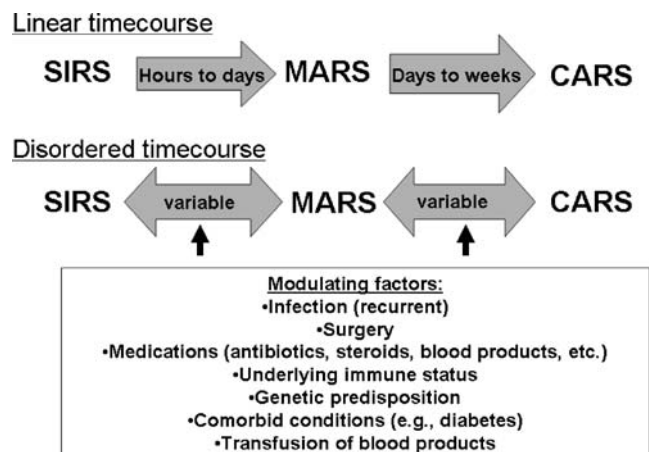 Linear timecourse
SIRS Hours to days MARS Days to weeks CARS
Disordered timecourse
SIRS variable MARS variable CARS
Modulating factors:
•Infection (recurrent)
•Surgery
•Medications (antibiotics, steroids, blood products, etc.)
•Underlying immune status
•Genetic predisposition
•Comorbid conditions (e.g., diabetes)
•Transfusion of blood products